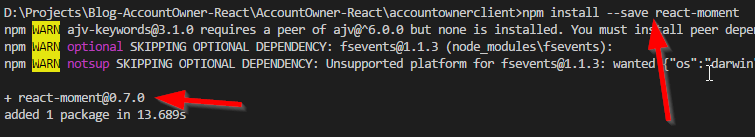 D:\Projects\Blog-AccountOwner-React\AccountOwner-React\accountownerclient>npm install --save react-moment
npm WARN ajv-keywords@3.1.0 requires a peer of ajv@^6.0.0 but none is installed. You must install peer depe
npm WARN optional SKIPPING OPTIONAL DEPENDENCY: fsevents@1.1.3 (node_modules\fsevents):
npm WARN notsup SKIPPING OPTIONAL DEPENDENCY: Unsupported platform for fsevents@1.1.3: wanted {"os":"darwin"
+ react-moment@0.7.0
added 1 package in 13.689s